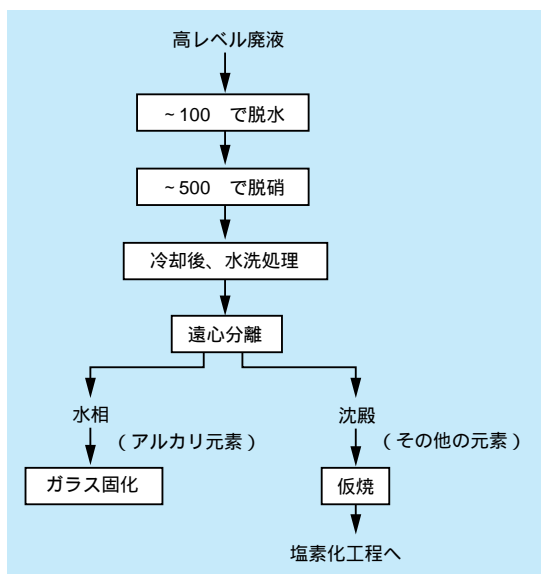 高レベル廃液
~100 で脱水
~500 で脱硝
冷却後、水洗処理
遠心分離
水相
(アルカリ元素)
ガラス固化
沈殿
(その他の元素)
仮焼
塩素化工程へ